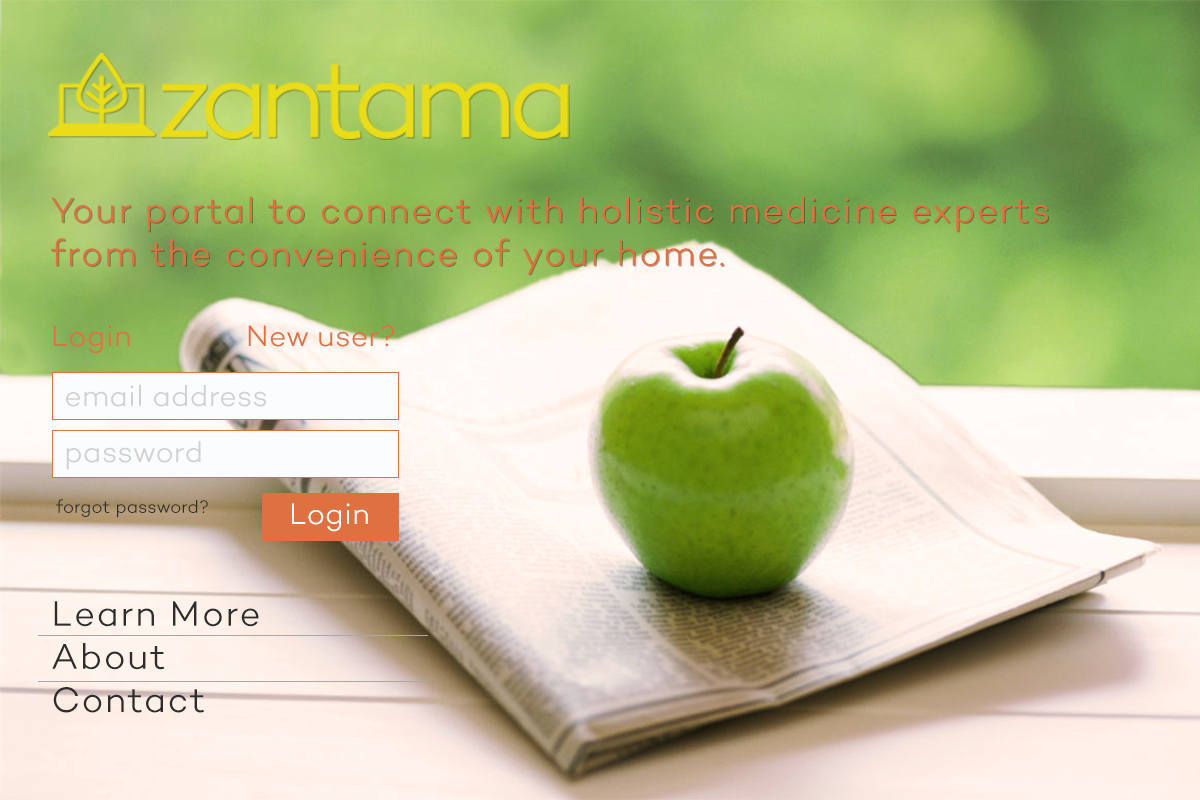 zantama
Your portal to connect with holistic medicine experts
from the convenience of your home.
Login New user?
email address
password
forgot password? Login
Learn More
About
Contact